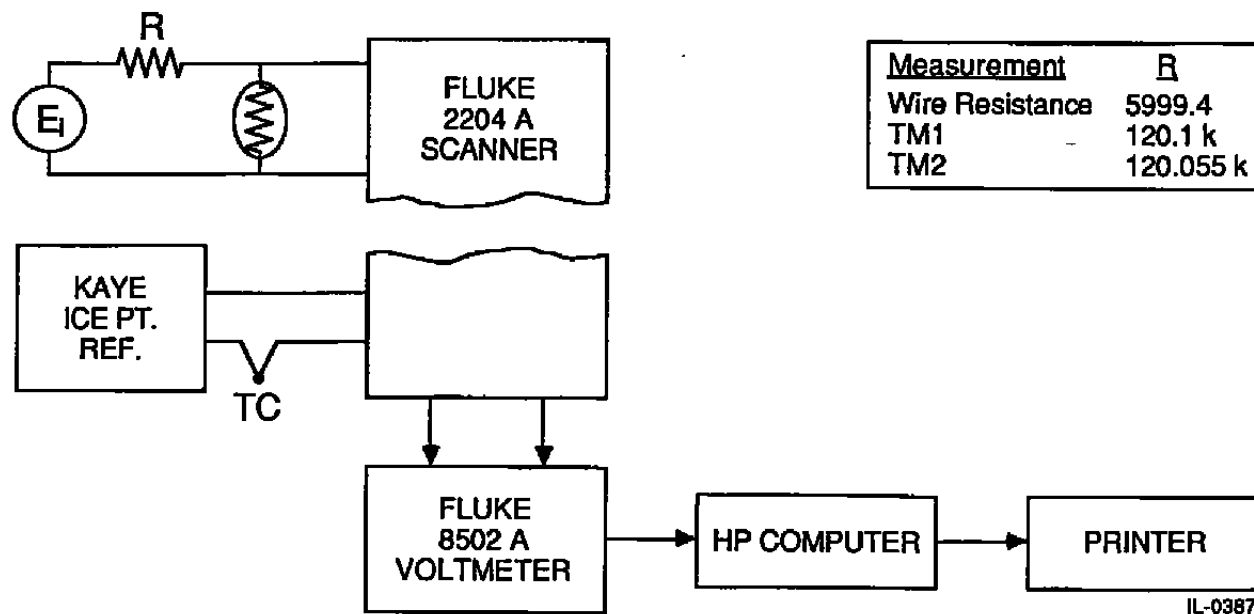 R
E_I
FLUKE
2204 A
SCANNER
Measurement R
Wire Resistance 5999.4
TM1 120.1 k
TM2 120.055 k
KAYE
ICE PT.
REF.
TC
FLUKE
8502 A
VOLTMETER
HP COMPUTER
PRINTER
IL-0387